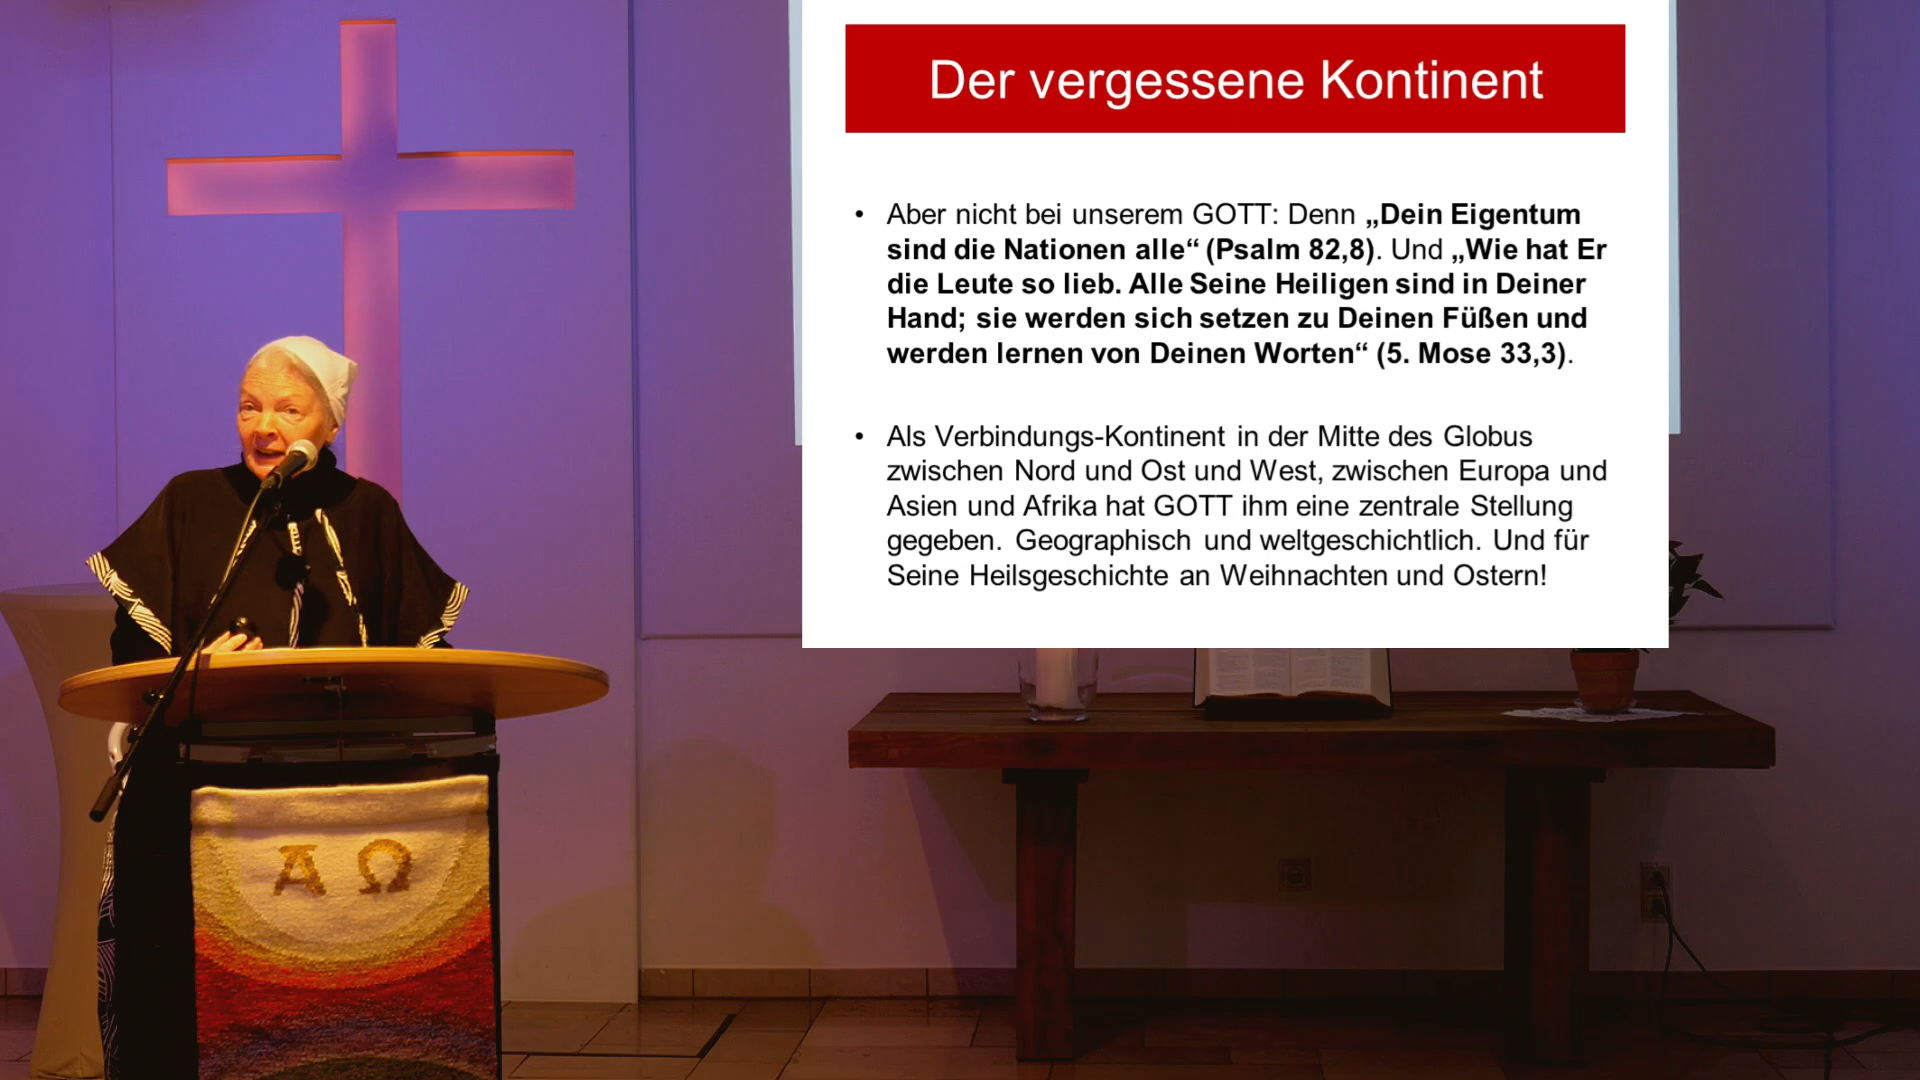 Der vergessene Kontinent
• Aber nicht bei unserem GOTT: Denn „Dein Eigentum
sind die Nationen alle“ (Psalm 82,8). Und „Wie hat Er
die Leute so lieb. Alle Seine Heiligen sind in Deiner
Hand; sie werden sich setzen zu Deinen Füßen und
werden lernen von Deinen Worten“ (5. Mose 33,3).
• Als Verbindungs-Kontinent in der Mitte des Globus
zwischen Nord und Ost und West, zwischen Europa und
Asien und Afrika hat GOTT ihm eine zentrale Stellung
gegeben. Geographisch und weltgeschichtlich. Und für
Seine Heilsgeschichte an Weihnachten und Ostern!
Α Ω